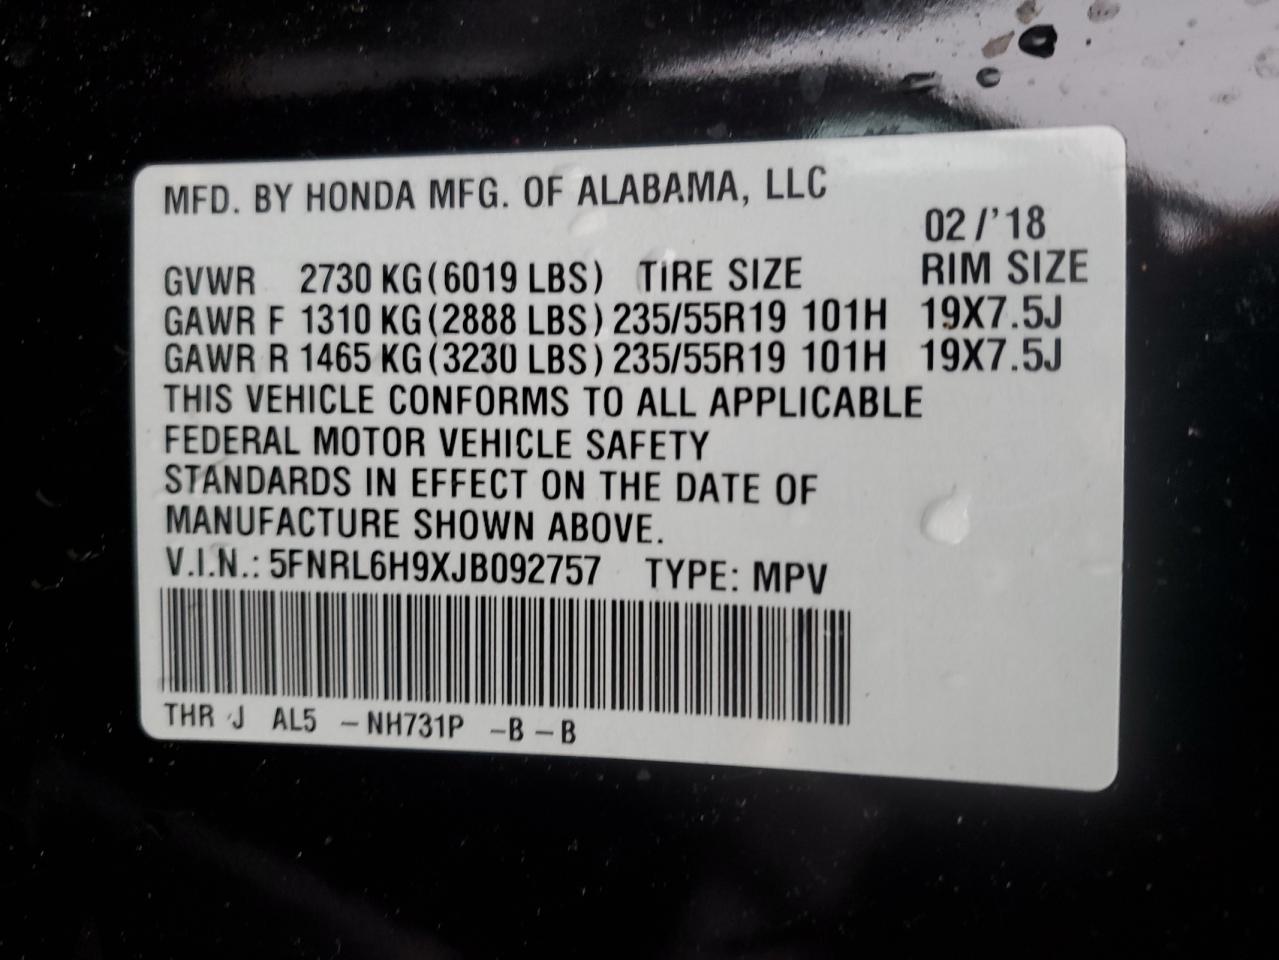 MFD. BY HONDA MFG. OF ALABAMA, LLC
02/'18
GVWR 2730 KG(6019 LBS) TIRE SIZE RIM SIZE
GAWR F 1310 KG(2888 LBS) 235/55R19 101H 19X7.5J
GAWR R 1465 KG(3230 LBS) 235/55R19 101H 19X7.5J
THIS VEHICLE CONFORMS TO ALL APPLICABLE
FEDERAL MOTOR VEHICLE SAFETY
STANDARDS IN EFFECT ON THE DATE OF
MANUFACTURE SHOWN ABOVE.
V.I.N.: 5FNRL6H9XJB092757 TYPE: MPV
THR J AL5 -NH731P -B-B